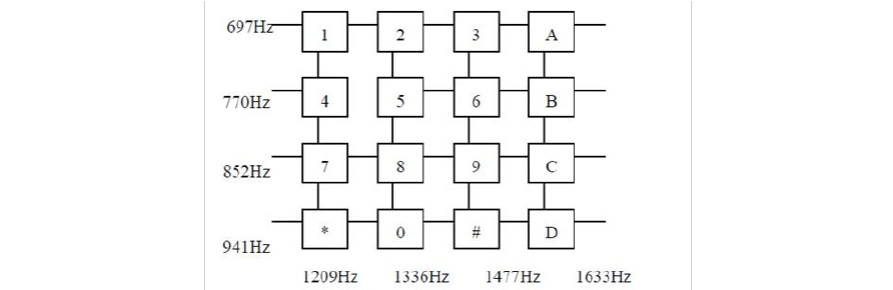 697Hz 1 2 3 A
770Hz 4 5 6 B
852Hz 7 8 9 C
941Hz * 0 # D
1209Hz 1336Hz 1477Hz 1633Hz